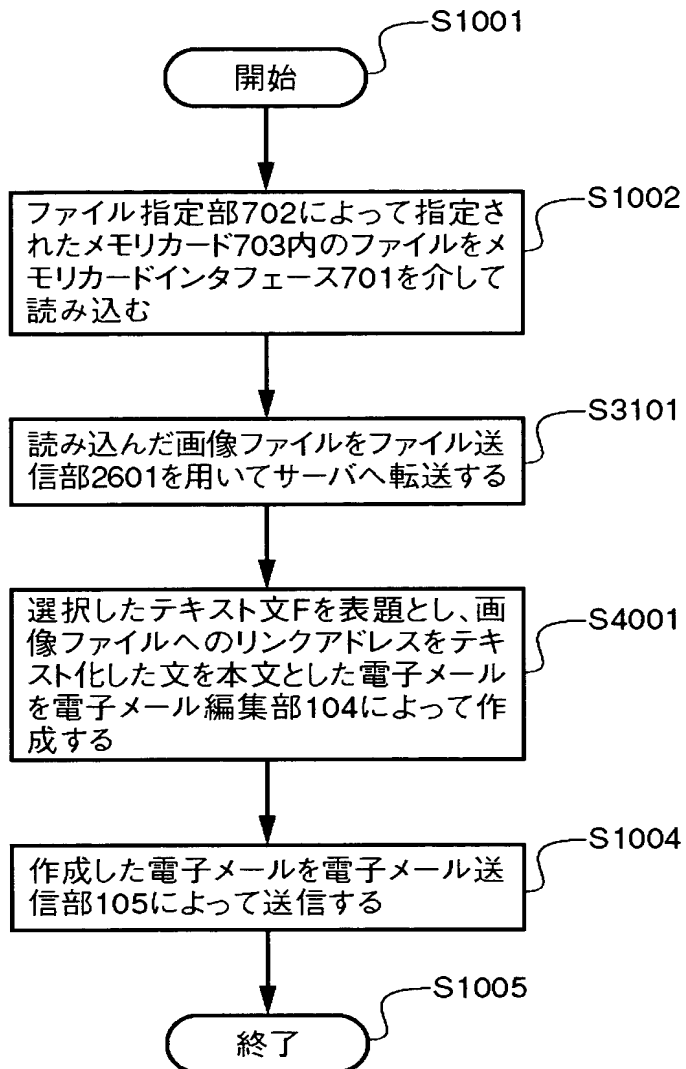 S1001
開始
S1002
ファイル指定部702によって指定さ
れたメモリカード703内のファイルをメ
モリカードインタフェース701を介して
読み込む
S3101
読み込んだ画像ファイルをファイル送
信部2601を用いてサーバへ転送する
S4001
選択したテキスト文Fを表題とし、画
像ファイルへのリンクアドレスをテキ
スト化した文を本文とした電子メール
を電子メール編集部104によって作
成する
S1004
作成した電子メールを電子メール送
信部105によって送信する
S1005
終了